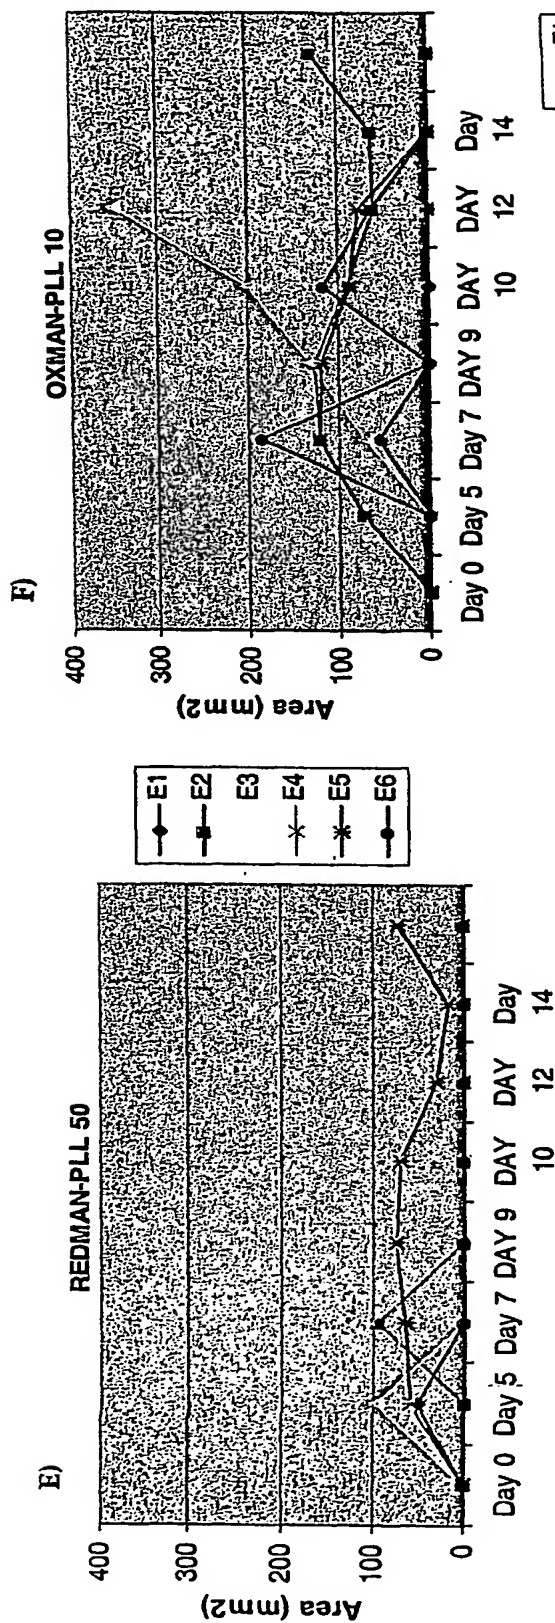 E)
REDMAN-PLL 50
400
300
200
100
0
Area (mm2)
Day 0 Day 5 Day 7 DAY 9 DAY DAY Day
10 12 14
E1
E2
E3
E4
E5
E6
F)
OXMAN-PLL 10
400
300
200
100
0
Area (mm2)
Day 0 Day 5 Day 7 DAY 9 DAY DAY Day
10 12 14